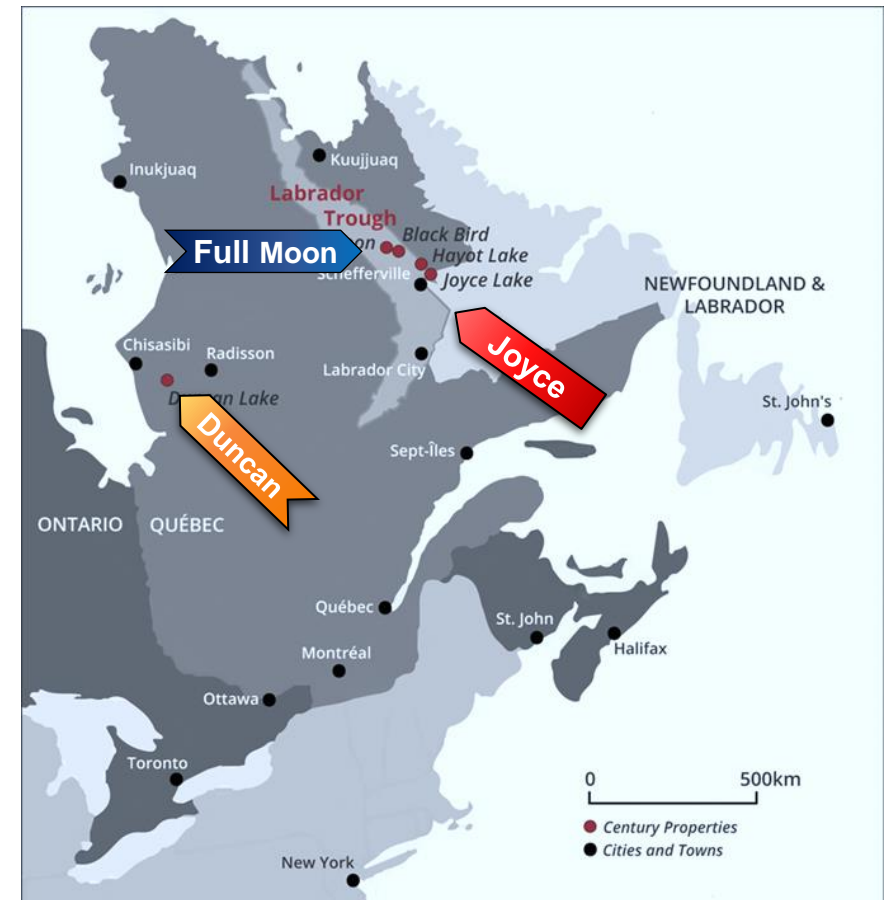 Inukjuaq
Kuujjuaq
Labrador
Trough
Full Moon
on
Black Bird
Hayot Lake
Schefferville
Joyce Lake
NEWFOUNDLAND &
LABRADOR
Chisasibi
Radisson
Labrador City
Joyce
Lake
Duncan
St. John's
Sept-Îles
ONTARIO
QUÉBEC
Québec
St. John
Halifax
Montréal
Ottawa
Toronto
0
500km
Century Properties
Cities and Towns
New York